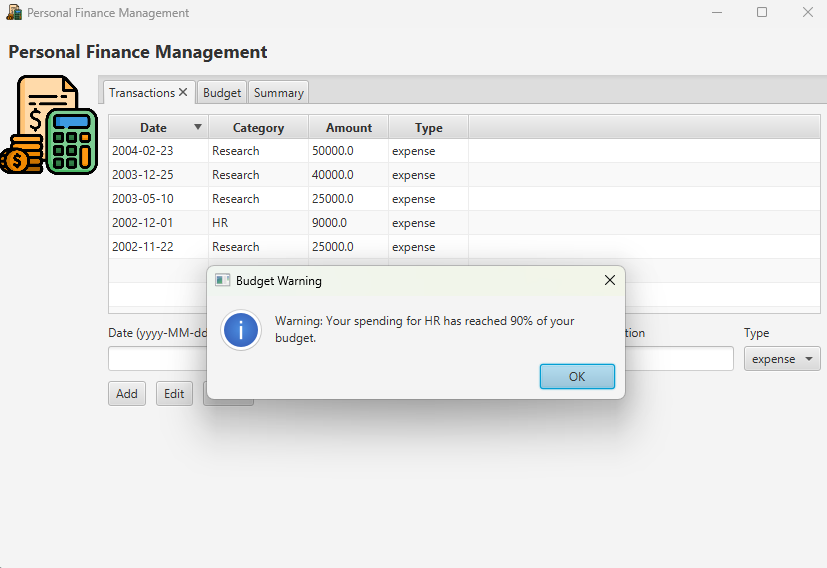 Personal Finance Management
Personal Finance Management
Transactions Budget Summary
Date Category Amount Type
2004-02-23 Research 50000.0 expense
2003-12-25 Research 40000.0 expense
2003-05-10 Research 25000.0 expense
2002-12-01 HR 9000.0 expense
2002-11-22 Research 25000.0 expense
Budget Warning
Warning: Your spending for HR has reached 90% of your
budget.
OK
Date (yyyy-MM-dd Type
expense
Add Edit